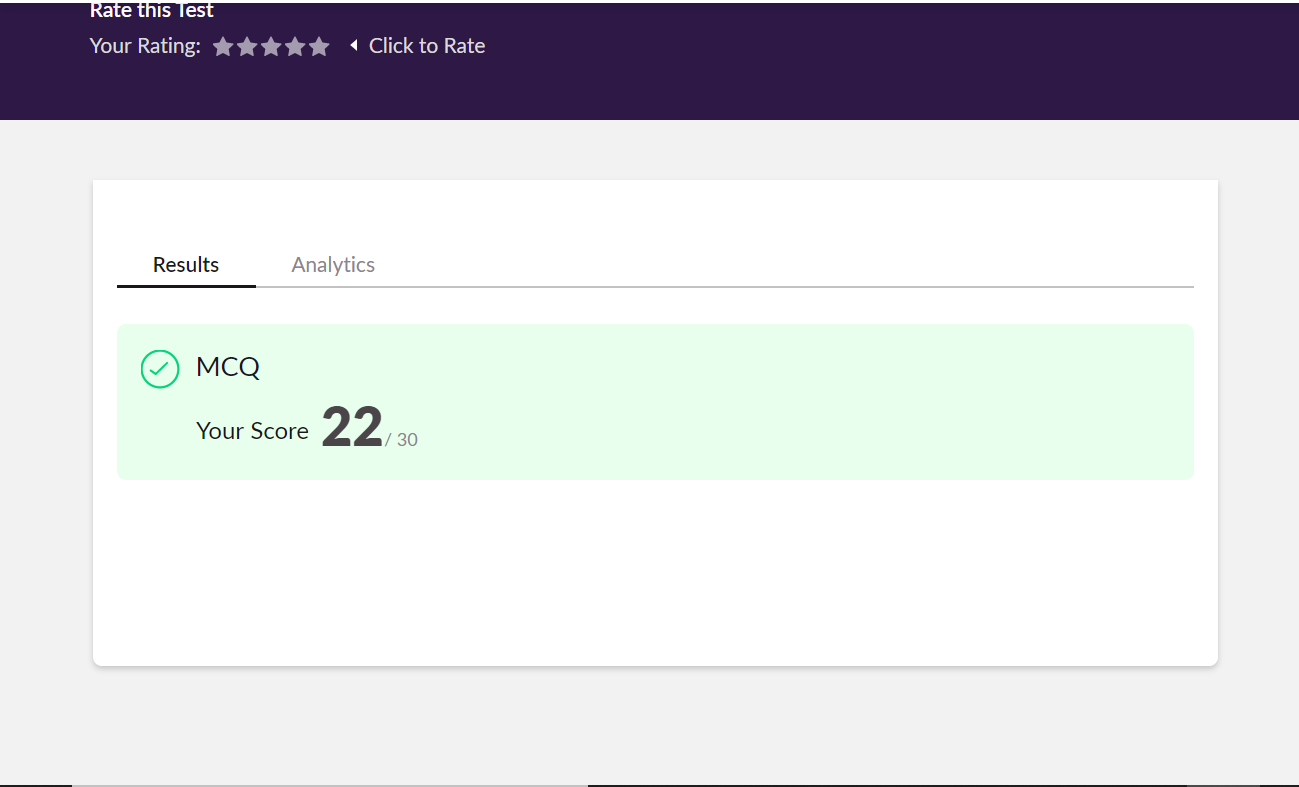 Rate this Test
Your Rating: Click to Rate
Results Analytics
MCQ
Your Score 22 / 30